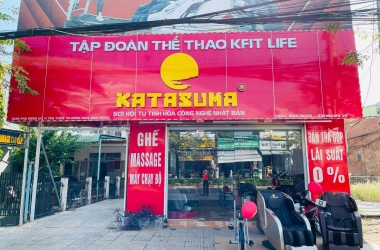 TẬP ĐOÀN THỂ THAO KFIT LIFE
KATASUMA ®
NƠI HỘI TỤ TINH HOA CÔNG NGHỆ NHẬT BẢN
GHẾ
MASSAGE
MÁY CHẠY BỘ
BÁN TRẢ GÓP
LÃI SUẤT
0%